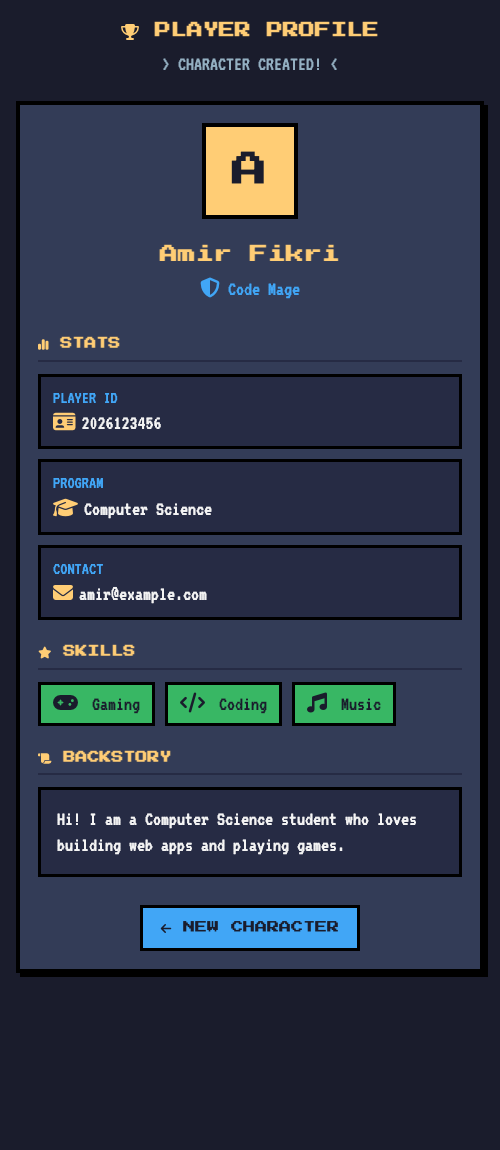 PLAYER PROFILE
> CHARACTER CREATED! <
A
Amir Fikri
Code Mage
STATS
PLAYER ID
2026123456
PROGRAM
Computer Science
CONTACT
amir@example.com
SKILLS
Gaming
Coding
Music
BACKSTORY
Hi! I am a Computer Science student who loves
building web apps and playing games.
← NEW CHARACTER